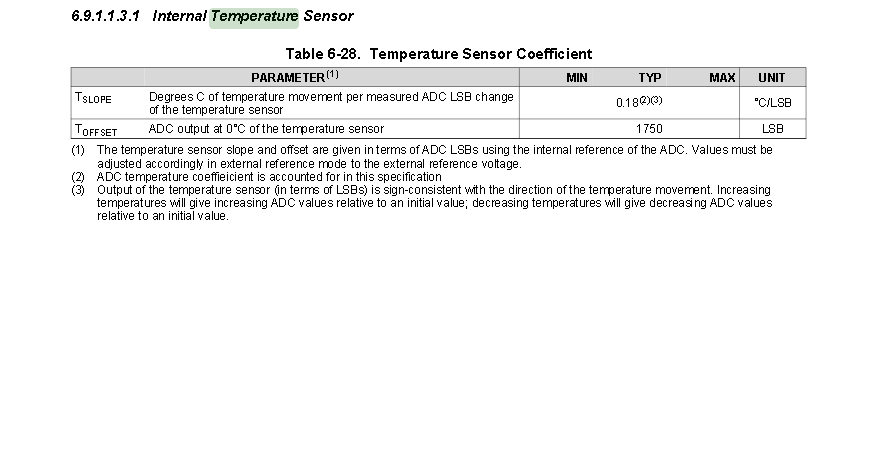 6.9.1.1.3.1 Internal Temperature Sensor
Table 6-28. Temperature Sensor Coefficient
PARAMETER(1) MIN TYP MAX UNIT
TSLOPE Degrees C of temperature movement per measured ADC LSB change
of the temperature sensor 0.18(2)(3) °C/LSB
TOFFSET ADC output at 0°C of the temperature sensor 1750 LSB
(1) The temperature sensor slope and offset are given in terms of ADC LSBs using the internal reference of the ADC. Values must be
adjusted accordingly in external reference mode to the external reference voltage.
(2) ADC temperature coeffieicient is accounted for in this specification
(3) Output of the temperature sensor (in terms of LSBs) is sign-consistent with the direction of the temperature movement. Increasing
temperatures will give increasing ADC values relative to an initial value; decreasing temperatures will give decreasing ADC values
relative to an initial value.